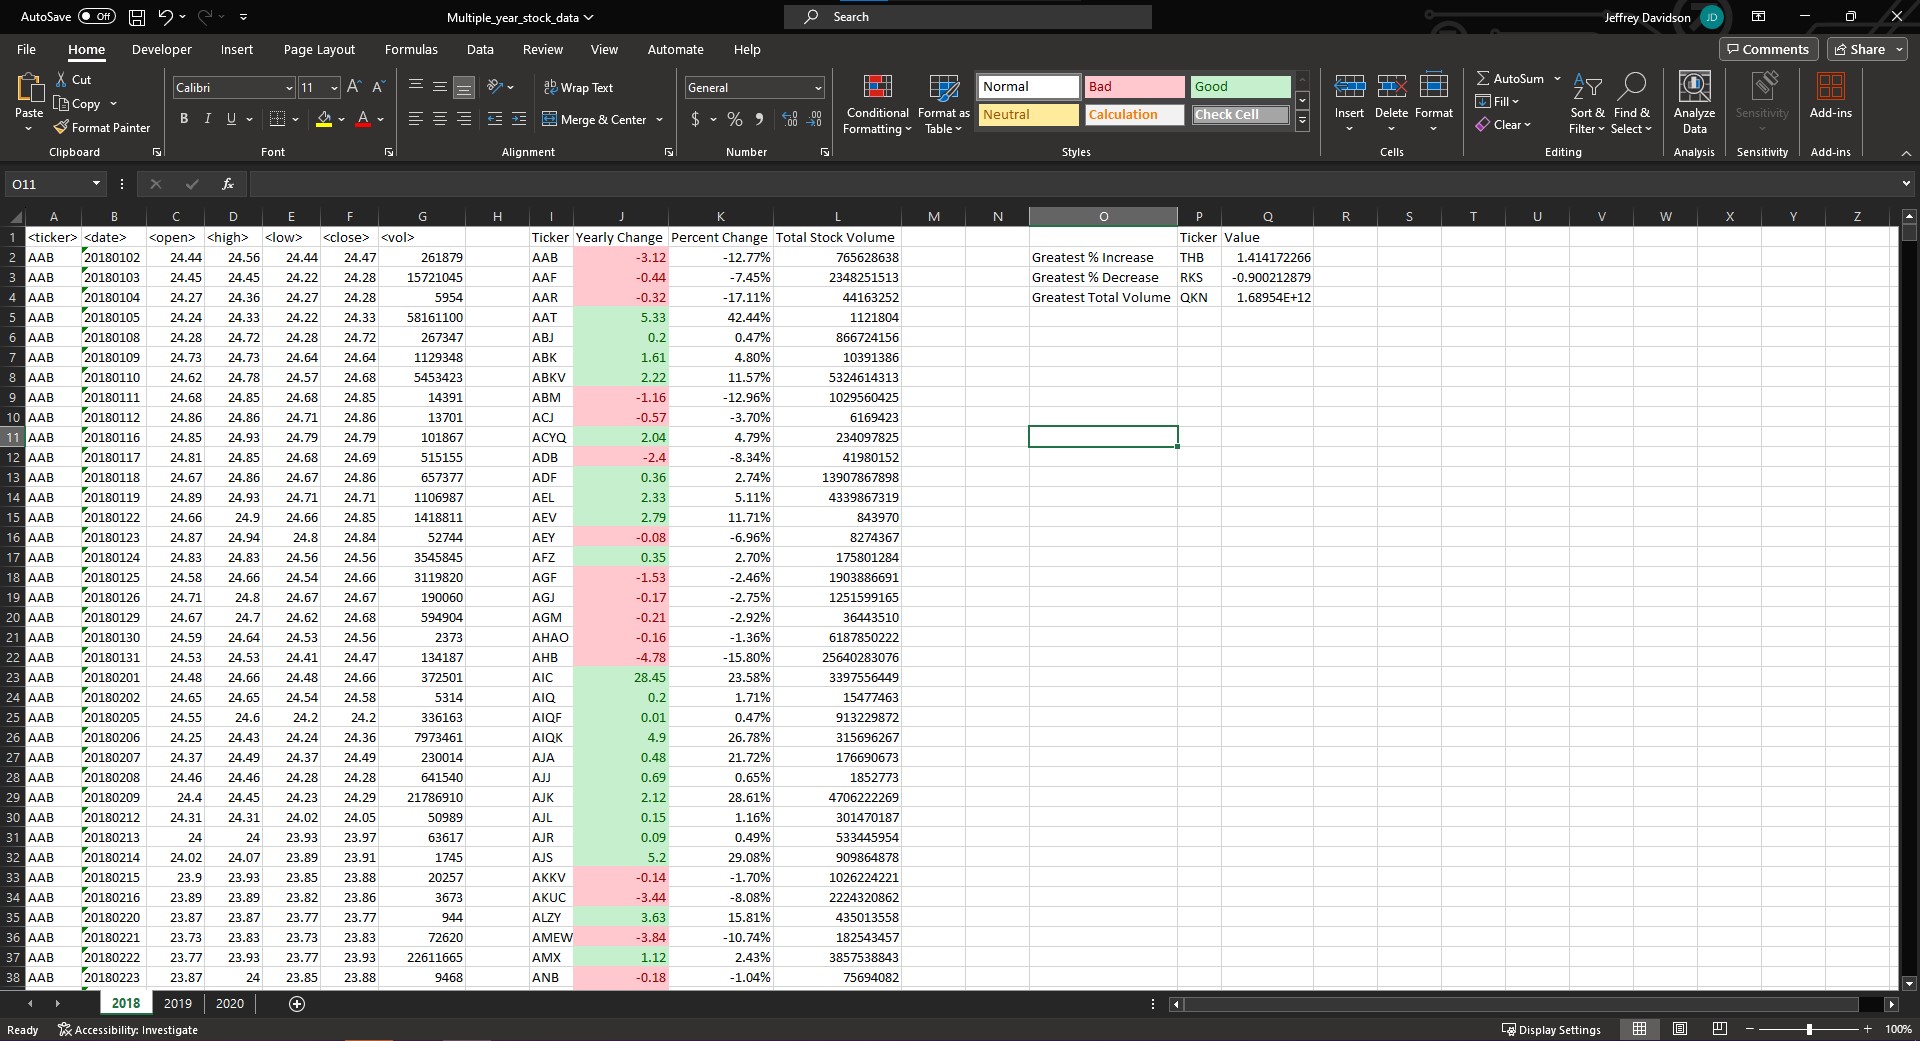 AutoSave Off Multiple_year_stock_data Search Jeffrey Davidson JD
File Home Developer Insert Page Layout Formulas Data Review View Automate Help Comments Share
Paste
Cut
Copy
Format Painter
Clipboard
Calibri 11
B I U
Font
Wrap Text
Merge & Center
Alignment
General
$ % 9
Number
Conditional Formatting
Format as Table
Normal Bad Good
Neutral Calculation Check Cell
Styles
Insert Delete Format
Cells
AutoSum
Fill
Clear
Sort & Filter
Find & Select
Editing
Analyze Data
Analysis
Sensitivity
Sensitivity
Add-ins
Add-ins
O11 fx
A B C D E F G H I J K L M N O P Q R S T U V W X Y Z
1 <ticker> <date> <open> <high> <low> <close> <vol> Ticker Yearly Change Percent Change Total Stock Volume Ticker Value
2 AAB 20180102 24.44 24.56 24.44 24.47 261879 AAB -3.12 -12.77% 765628638 Greatest % Increase THB 1.414172266
3 AAB 20180103 24.45 24.45 24.22 24.28 15721045 AAF -0.44 -7.45% 2348251513 Greatest % Decrease RKS -0.900212879
4 AAB 20180104 24.27 24.36 24.27 24.28 5954 AAR -0.32 -17.11% 44163252 Greatest Total Volume QKN 1.68954E+12
5 AAB 20180105 24.24 24.33 24.22 24.33 58161100 AAT 5.33 42.44% 1121804
6 AAB 20180108 24.28 24.72 24.28 24.72 267347 ABJ 0.2 0.47% 866724156
7 AAB 20180109 24.73 24.73 24.64 24.64 1129348 ABK 1.61 4.80% 10391386
8 AAB 20180110 24.62 24.78 24.57 24.68 5453423 ABKV 2.22 11.57% 5324614313
9 AAB 20180111 24.68 24.85 24.68 24.85 14391 ABM -1.16 -12.96% 1029560425
10 AAB 20180112 24.86 24.86 24.71 24.86 13701 ACJ -0.57 -3.70% 6169423
11 AAB 20180116 24.85 24.93 24.79 24.79 101867 ACYQ 2.04 4.79% 234097825
12 AAB 20180117 24.81 24.85 24.68 24.69 515155 ADB -2.4 -8.34% 41980152
13 AAB 20180118 24.67 24.86 24.67 24.86 657377 ADF 0.36 2.74% 13907867898
14 AAB 20180119 24.89 24.93 24.71 24.71 1106987 AEL 2.33 5.11% 4339867319
15 AAB 20180122 24.66 24.9 24.66 24.85 1418811 AEV 2.79 11.71% 843970
16 AAB 20180123 24.87 24.94 24.8 24.84 52744 AEY -0.08 -6.96% 8274367
17 AAB 20180124 24.83 24.83 24.56 24.56 3545845 AFZ 0.35 2.70% 175801284
18 AAB 20180125 24.58 24.66 24.54 24.66 3119820 AGF -1.53 -2.46% 1903886691
19 AAB 20180126 24.71 24.8 24.67 24.67 190060 AGJ -0.17 -2.75% 1251599165
20 AAB 20180129 24.67 24.7 24.62 24.68 594904 AGM -0.21 -2.92% 36443510
21 AAB 20180130 24.59 24.64 24.53 24.56 2373 AHAO -0.16 -1.36% 6187850222
22 AAB 20180131 24.53 24.53 24.41 24.47 134187 AHB -4.78 -15.80% 25640283076
23 AAB 20180201 24.48 24.66 24.48 24.66 372501 AIC 28.45 23.58% 3397556449
24 AAB 20180202 24.65 24.65 24.54 24.58 5314 AIQ 0.2 1.71% 15477463
25 AAB 20180205 24.55 24.6 24.2 24.2 336163 AIQF 0.01 0.47% 913229872
26 AAB 20180206 24.25 24.43 24.24 24.36 7973461 AIQK 4.9 26.78% 315696267
27 AAB 20180207 24.37 24.49 24.37 24.49 230014 AJA 0.48 21.72% 176690673
28 AAB 20180208 24.46 24.46 24.28 24.28 641540 AJJ 0.69 0.65% 1852773
29 AAB 20180209 24.4 24.45 24.23 24.29 21786910 AJK 2.12 28.61% 4706222269
30 AAB 20180212 24.31 24.31 24.02 24.05 50989 AJL 0.15 1.16% 301470187
31 AAB 20180213 24 24 23.93 23.97 63617 AJR 0.09 0.49% 533445954
32 AAB 20180214 24.02 24.07 23.89 23.91 1745 AJS 5.2 29.08% 909864878
33 AAB 20180215 23.9 23.93 23.85 23.88 20257 AKKV -0.14 -1.70% 1026224221
34 AAB 20180216 23.89 23.89 23.82 23.86 3673 AKUC -3.44 -8.08% 2224320862
35 AAB 20180220 23.87 23.87 23.77 23.77 944 ALZY 3.63 15.81% 435013558
36 AAB 20180221 23.73 23.83 23.73 23.83 72620 AMEW -3.84 -10.74% 182543457
37 AAB 20180222 23.77 23.93 23.77 23.93 22611665 AMX 1.12 2.43% 3857538843
38 AAB 20180223 23.87 24 23.85 23.88 9468 ANB -0.18 -1.04% 75694082
2018 2019 2020
Ready Accessibility: Investigate Display Settings 100%